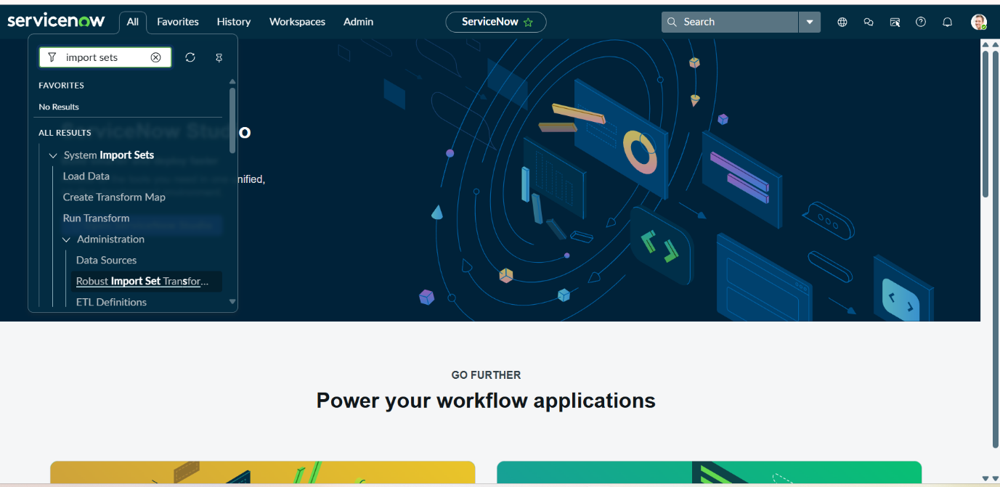 servicenow All Favorites History Workspaces Admin ServiceNow Search
import sets
FAVORITES
No Results
ALL RESULTS
System Import Sets
Load Data
Create Transform Map
Run Transform
Administration
Data Sources
Robust Import Set Transfor...
ETL Definitions
ServiceNow Studio
nified,
GO FURTHER
Power your workflow applications